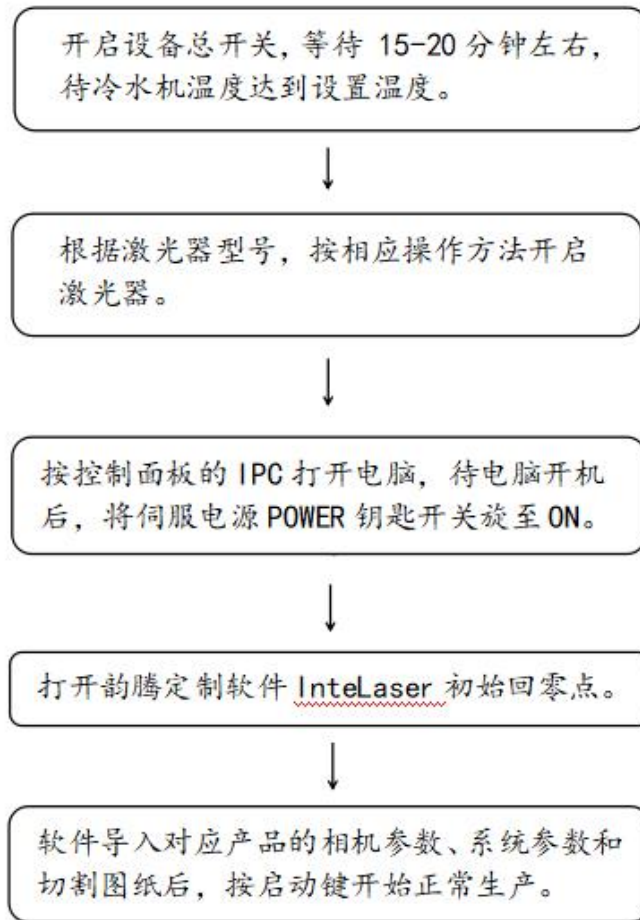 开启设备总开关,等待 15-20 分钟左右,
待冷水机温度达到设置温度。
根据激光器型号，按相应操作方法开启
激光器。
按控制面板的 IPC 打开电脑，待电脑开机
后，将伺服电源 POWER 钥匙开关旋至 ON。
打开韵腾定制软件 InteLaser 初始回零点。
软件导入对应产品的相机参数、系统参数和
切割图纸后，按启动键开始正常生产。